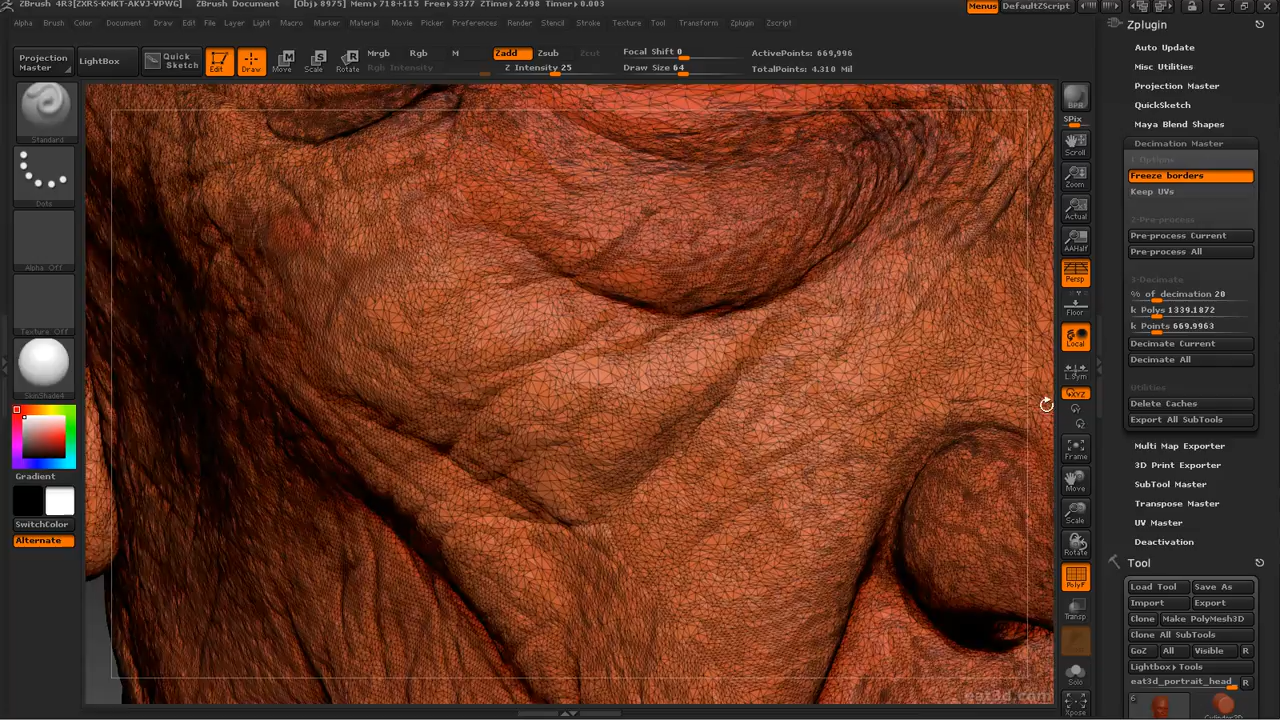 ZBrush 4R3[ZXRS-KMKT-AKVJ-VPWG] ZBrush Document [Obj> 8975] Mem>718+115 Free>3377 ZTime>2.998 Timer>0.003 Menus DefaultZScript
Alpha Brush Color Document Draw Edit File Layer Light Macro Marker Material Movie Picker Preferences Render Stencil Stroke Texture Tool Transform Zplugin Zscript
Projection Master
LightBox
Quick Sketch
Edit Draw Move Scale Rotate
Mrgb Rgb M Zadd Zsub Zcut
Rgb Intensity Z Intensity 25
Focal Shift 0
Draw Size 64
ActivePoints: 669,996
TotalPoints: 4.310 Mil
Standard
Dots
Alpha Off
Texture Off
SkinShade4
Gradient
SwitchColor
Alternate
BPR
SPix
Scroll
Zoom
Actual
AAHalf
Persp
Floor
Local
L.Sym
XYZ
Frame
Move
Scale
Rotate
PolyF
Transp
Solo
Xpose
Zplugin
Auto Update
Misc Utilities
Projection Master
QuickSketch
Maya Blend Shapes
Decimation Master
1-Options
Freeze borders
Keep UVs
2-Pre-process
Pre-process Current
Pre-process All
3-Decimate
% of decimation 20
k Polys 1339.1872
k Points 669.9963
Decimate Current
Decimate All
Utilities
Delete Caches
Export All SubTools
Multi Map Exporter
3D Print Exporter
SubTool Master
Transpose Master
UV Master
Deactivation
Tool
Load Tool Save As
Import Export
Clone Make PolyMesh3D
Clone All SubTools
GoZ All Visible R
Lightbox▸Tools
eat3d_portrait_head R
6
Cylinder3D
eat3d.com